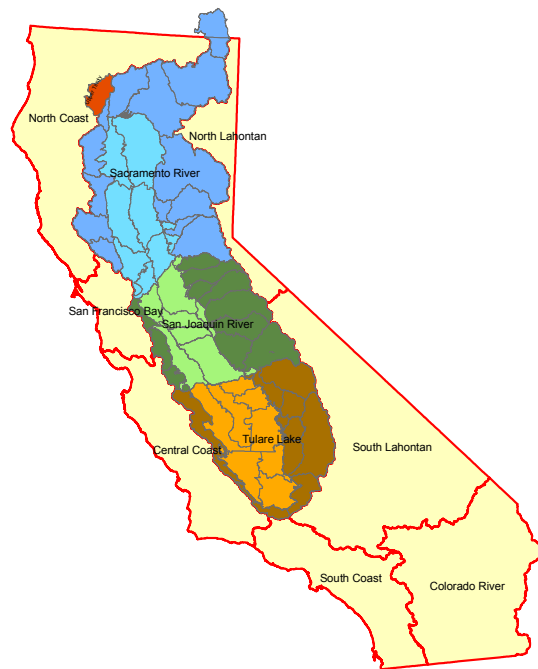 North Coast
North Lahontan
Sacramento River
San Francisco Bay
San Joaquin River
Central Coast
Tulare Lake
South Lahontan
South Coast
Colorado River